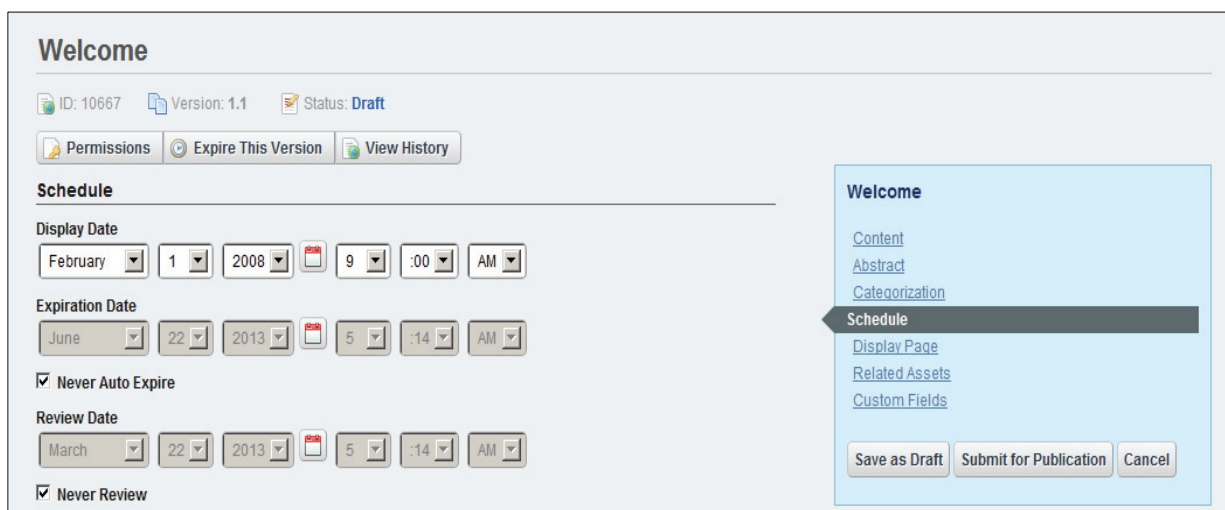 Welcome
ID: 10667 Version: 1.1 Status: Draft
Permissions Expire This Version View History
Schedule
Display Date
February 1 2008 9 :00 AM
Expiration Date
June 22 2013 5 :14 AM
Never Auto Expire
Review Date
March 22 2013 5 :14 AM
Never Review
Welcome
Content
Abstract
Categorization
Schedule
Display Page
Related Assets
Custom Fields
Save as Draft Submit for Publication Cancel